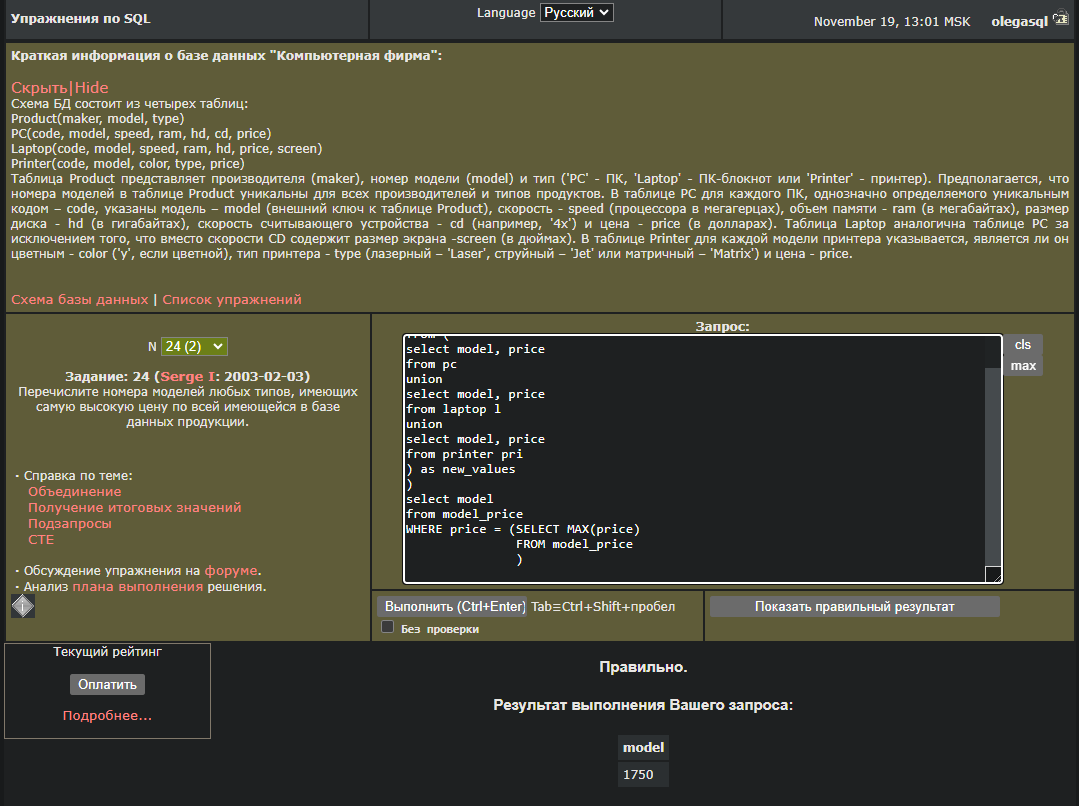 Упражнения по SQL
Language Русский
November 19, 13:01 MSK olegasql
Краткая информация о базе данных "Компьютерная фирма":
Скрыть|Hide
Схема БД состоит из четырех таблиц:
Product(maker, model, type)
PC(code, model, speed, ram, hd, cd, price)
Laptop(code, model, speed, ram, hd, price, screen)
Printer(code, model, color, type, price)
Таблица Product представляет производителя (maker), номер модели (model) и тип ('PC' - ПК, 'Laptop' - ПК-блокнот или 'Printer' - принтер). Предполагается, что
номера моделей в таблице Product уникальны для всех производителей и типов продуктов. В таблице PC для каждого ПК, однозначно определяемого уникальным
кодом – code, указаны модель – model (внешний ключ к таблице Product), скорость - speed (процессора в мегагерцах), объем памяти - ram (в мегабайтах), размер
диска - hd (в гигабайтах), скорость считывающего устройства - cd (например, '4x') и цена - price (в долларах). Таблица Laptop аналогична таблице РС за
исключением того, что вместо скорости CD содержит размер экрана -screen (в дюймах). В таблице Printer для каждой модели принтера указывается, является ли он
цветным - color ('y', если цветной), тип принтера - type (лазерный – 'Laser', струйный – 'Jet' или матричный – 'Matrix') и цена - price.
Схема базы данных | Список упражнений
N 24 (2)
Задание: 24 (Serge I: 2003-02-03)
Перечислите номера моделей любых типов, имеющих
самую высокую цену по всей имеющейся в базе
данных продукции.
· Справка по теме:
Объединение
Получение итоговых значений
Подзапросы
CTE
· Обсуждение упражнения на форуме.
· Анализ плана выполнения решения.
Запрос:
from (
select model, price
from pc
union
select model, price
from laptop l
union
select model, price
from printer pri
) as new_values
)
select model
from model_price
WHERE price = (SELECT MAX(price)
FROM model_price
)
cls
max
Выполнить (Ctrl+Enter) Tab≡Ctrl+Shift+пробел
Без проверки
Показать правильный результат
Текущий рейтинг
Оплатить
Подробнее...
Правильно.
Результат выполнения Вашего запроса:
model
1750